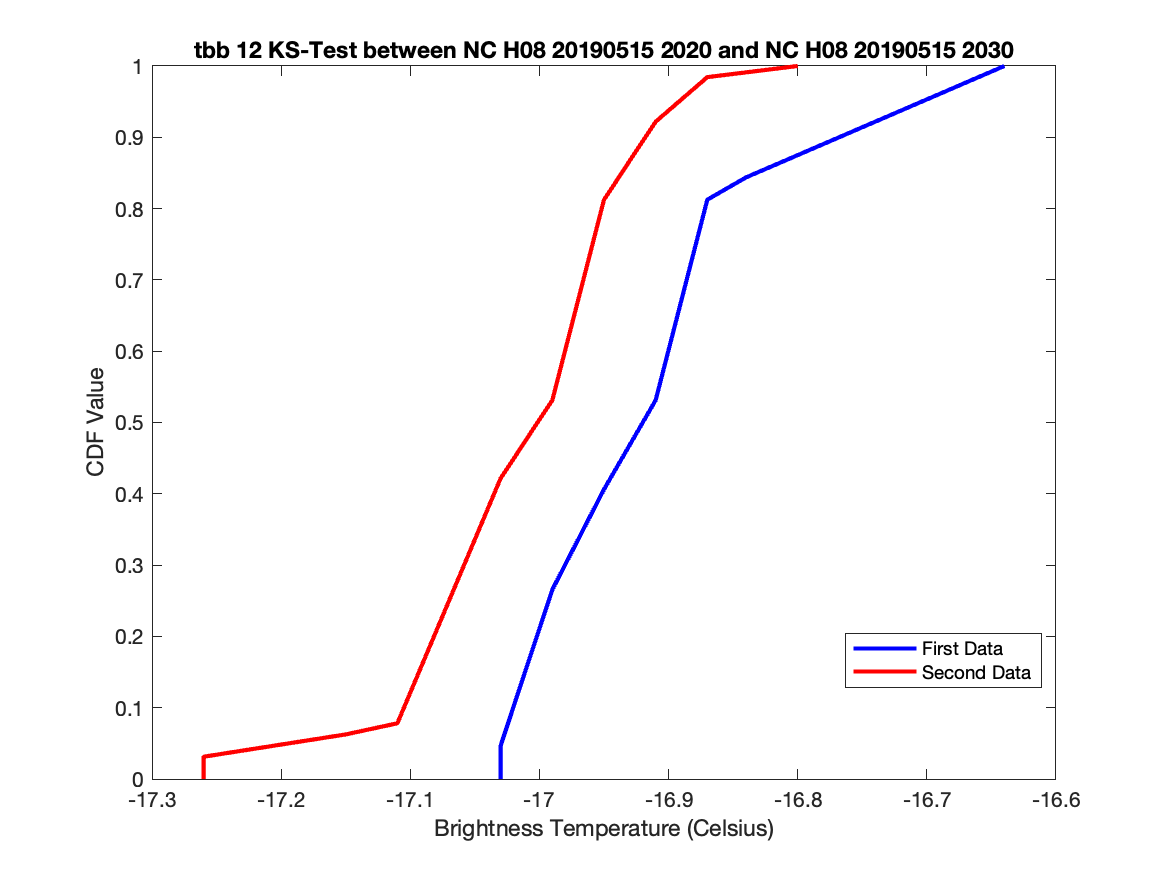 tbb 12 KS-Test between NC H08 20190515 2020 and NC H08 20190515 2030
1
0.9
0.8
0.7
0.6
0.5
0.4
0.3
0.2
0.1
0
CDF Value
First Data
Second Data
-17.3 -17.2 -17.1 -17 -16.9 -16.8 -16.7 -16.6
Brightness Temperature (Celsius)